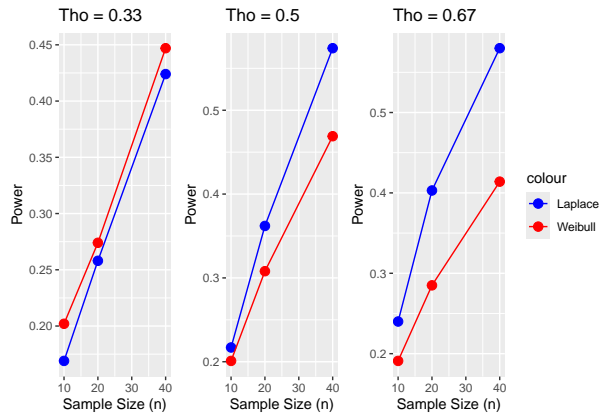 Tho = 0.33
Tho = 0.5
Tho = 0.67
0.45
0.40
0.35
0.30
0.25
0.20
Power
10 20 30 40
Sample Size (n)
0.5
0.4
0.3
0.2
Power
10 20 30 40
Sample Size (n)
0.5
0.4
0.3
0.2
Power
10 20 30 40
Sample Size (n)
colour
Laplace
Weibull